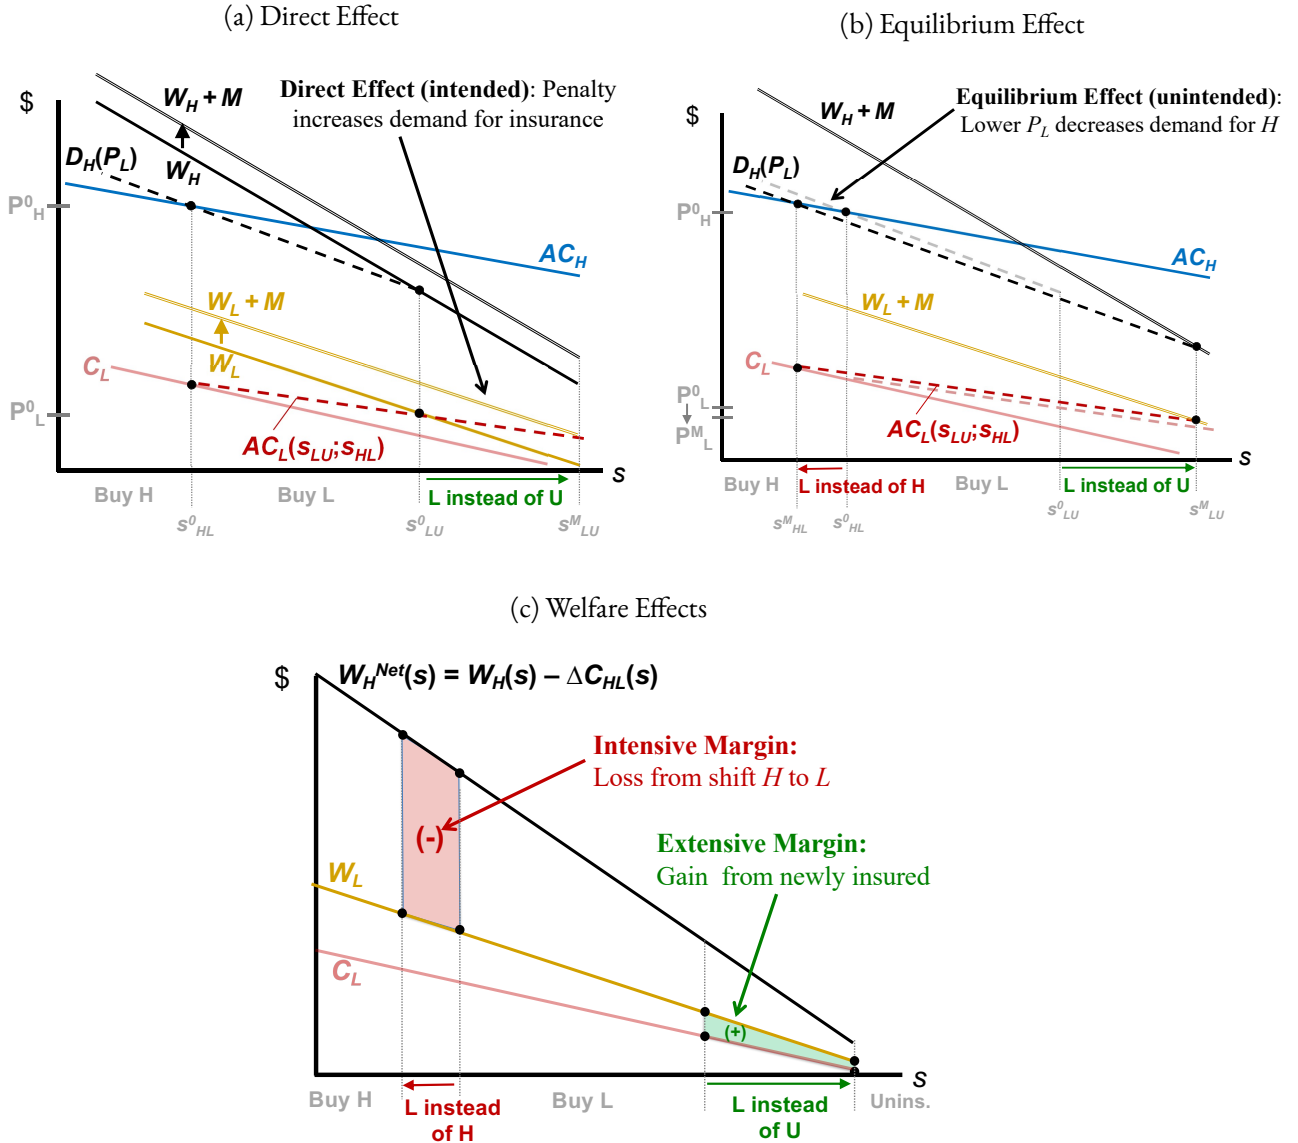 (a) Direct Effect
$
W_H + M
W_H
D_H(P_L)
Direct Effect (intended): Penalty
increases demand for insurance
P^0_H
AC_H
W_L + M
W_L
C_L
P^0_L
AC_L(s_LU;s_HL)
s
Buy H
Buy L
L instead of U
s^0_HL
s^0_LU
s^M_LU
(b) Equilibrium Effect
$
W_H + M
Equilibrium Effect (unintended):
Lower P_L decreases demand for H
D_H(P_L)
P^0_H
AC_H
W_L + M
C_L
P^0_L
P^M_L
AC_L(s_LU;s_HL)
s
Buy H
L instead of H
Buy L
L instead of U
s^M_HL
s^0_HL
s^0_LU
s^M_LU
(c) Welfare Effects
$
W_H^Net(s) = W_H(s) – ΔC_HL(s)
Intensive Margin:
Loss from shift H to L
(-)
Extensive Margin:
Gain from newly insured
W_L
C_L
(+)
s
Buy H
L instead
of H
Buy L
L instead
of U
Unins.